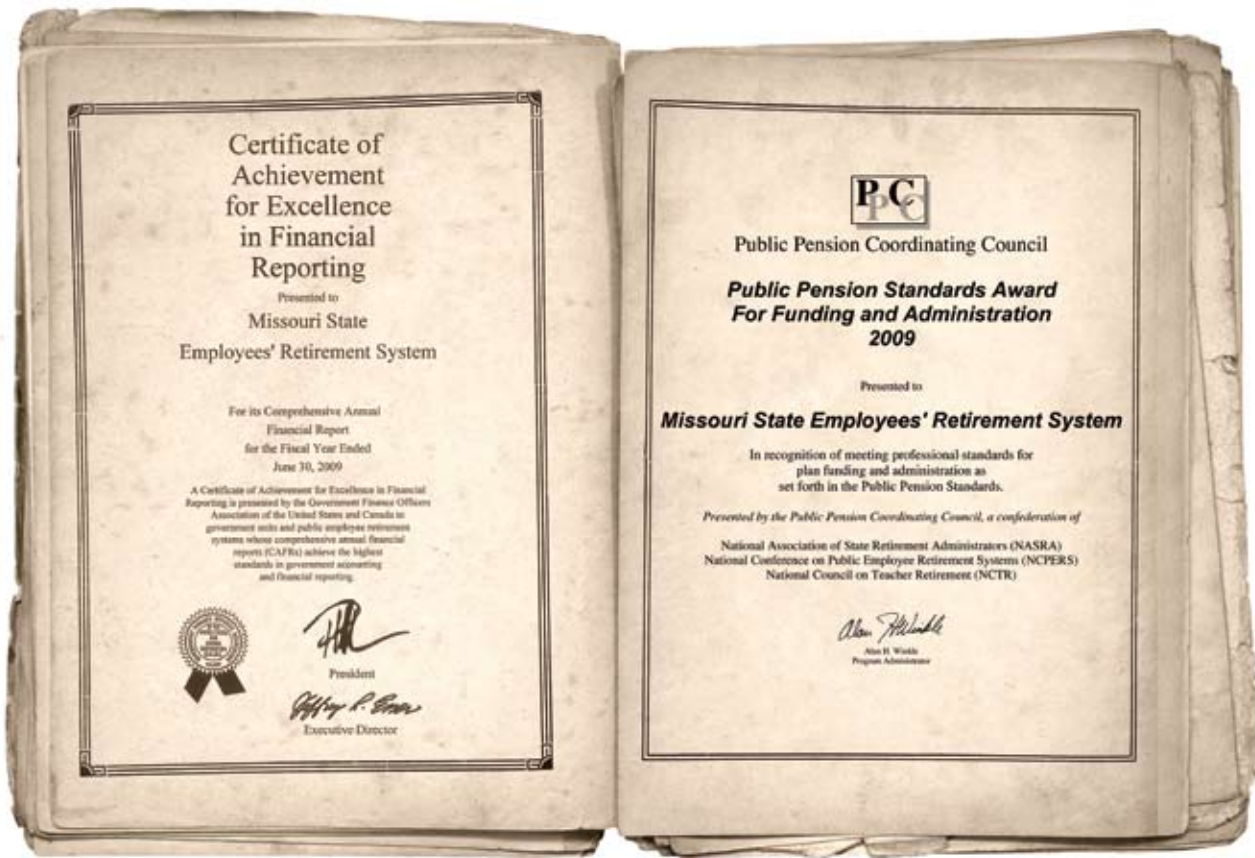 Certificate of
Achievement
for Excellence
in Financial
Reporting
Presented to
Missouri State
Employees' Retirement System
For its Comprehensive Annual
Financial Report
for the Fiscal Year Ended
June 30, 2009
A Certificate of Achievement for Excellence in Financial
Reporting is presented by the Government Finance Officers
Association of the United States and Canada to
government units and public employee retirement
systems whose comprehensive annual financial
reports (CAFRs) achieve the highest
standards in government accounting
and financial reporting.
President
Executive Director
PPCC
Public Pension Coordinating Council
Public Pension Standards Award
For Funding and Administration
2009
Presented to
Missouri State Employees' Retirement System
In recognition of meeting professional standards for
plan funding and administration as
set forth in the Public Pension Standards.
Presented by the Public Pension Coordinating Council, a confederation of
National Association of State Retirement Administrators (NASRA)
National Conference on Public Employee Retirement Systems (NCPERS)
National Council on Teacher Retirement (NCTR)
Alan H. Winkle
Alan H. Winkle
Program Administrator